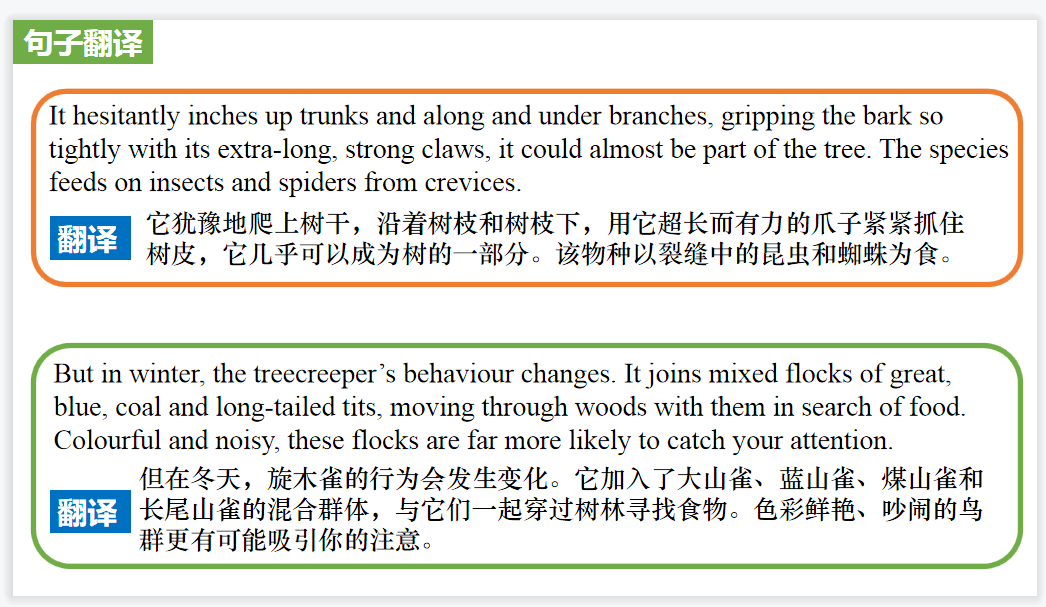 句子翻译
It hesitantly inches up trunks and along and under branches, gripping the bark so
tightly with its extra-long, strong claws, it could almost be part of the tree. The species
feeds on insects and spiders from crevices.
翻译
它犹豫地爬上树干，沿着树枝和树枝下，用它超长而有力的爪子紧紧抓住
树皮，它几乎可以成为树的一部分。该物种以裂缝中的昆虫和蜘蛛为食。
But in winter, the treecreeper’s behaviour changes. It joins mixed flocks of great,
blue, coal and long-tailed tits, moving through woods with them in search of food.
Colourful and noisy, these flocks are far more likely to catch your attention.
翻译
但在冬天，旋木雀的行为会发生变化。它加入了大山雀、蓝山雀、煤山雀和
长尾山雀的混合群体，与它们一起穿过树林寻找食物。色彩鲜艳、吵闹的鸟
群更有可能吸引你的注意。